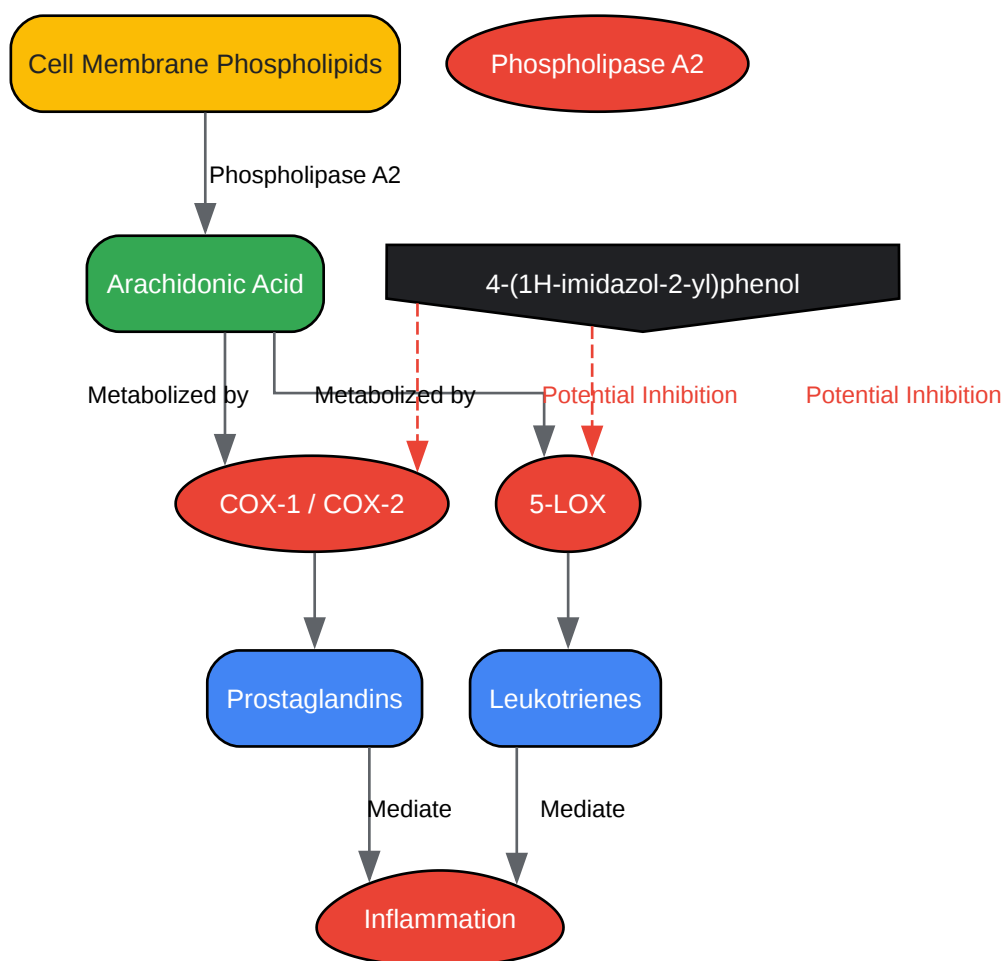 Cell Membrane Phospholipids
Phospholipase A2
Phospholipase A2
Arachidonic Acid
4-(1H-imidazol-2-yl)phenol
Metabolized by
Metabolized by
Potential Inhibition
Potential Inhibition
COX-1 / COX-2
5-LOX
Prostaglandins
Leukotrienes
Mediate
Mediate
Inflammation